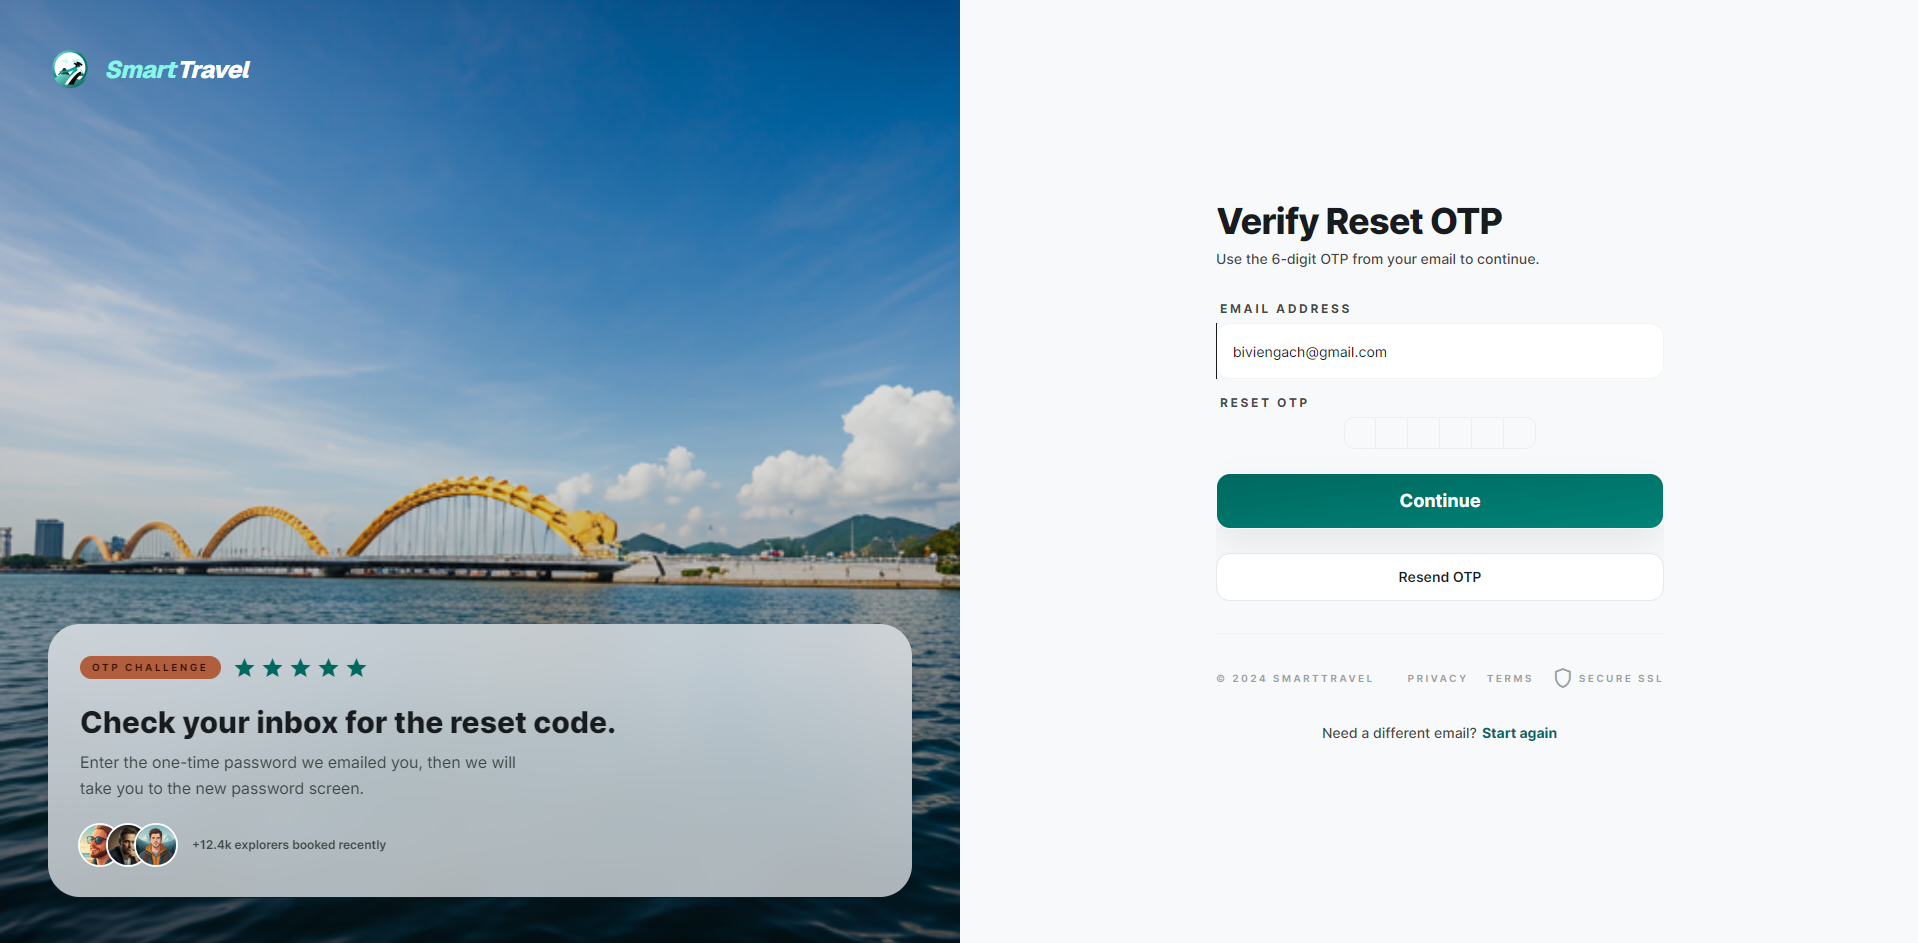 SmartTravel
OTP CHALLENGE
Check your inbox for the reset code.
Enter the one-time password we emailed you, then we will
take you to the new password screen.
+12.4k explorers booked recently
Verify Reset OTP
Use the 6-digit OTP from your email to continue.
EMAIL ADDRESS
biviengach@gmail.com
RESET OTP
Continue
Resend OTP
© 2024 SMARTTRAVEL PRIVACY TERMS SECURE SSL
Need a different email? Start again